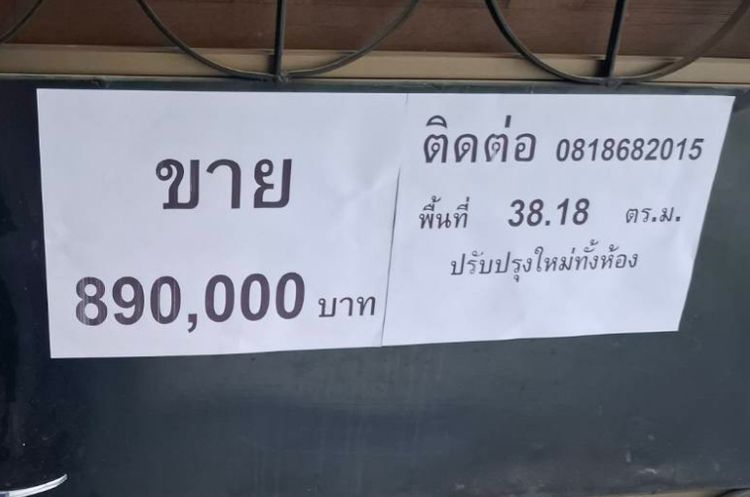 ขาย
890,000 บาท
ติดต่อ 0818682015
พื้นที่ 38.18 ตร.ม.
ปรับปรุงใหม่ทั้งห้อง